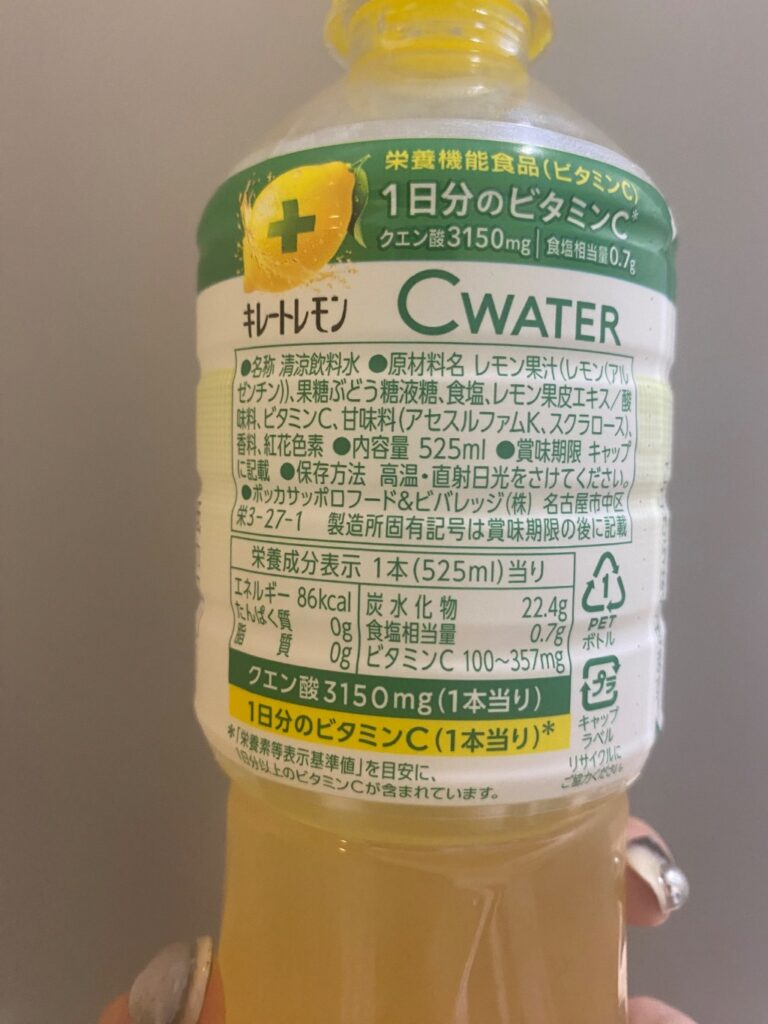 栄養機能食品(ビタミンC)
1日分のビタミンC*
クエン酸3150mg|食塩相当量0.7g
キレートレモン CWATER
●名称 清涼飲料水 ●原材料名 レモン果汁(レモン(アル
ゼンチン))、果糖ぶどう糖液糖、食塩、レモン果皮エキス/酸
味料、ビタミンC、甘味料(アセスルファムK、スクラロース)、
香料、紅花色素 ●内容量 525ml ●賞味期限 キャップ
に記載 ●保存方法 高温・直射日光をさけてください。
●ポッカサッポロフード&ビバレッジ(株) 名古屋市中区
栄3-27-1 製造所固有記号は賞味期限の後に記載
栄養成分表示 1本(525ml)当り
エネルギー 86kcal
たんぱく質 0g
脂質 0g
炭水化物 22.4g
食塩相当量 0.7g
ビタミンC 100~357mg
クエン酸3150mg(1本当り)
1日分のビタミンC(1本当り)*
*「栄養素等表示基準値」を目安に、
1日分以上のビタミンCが含まれています。
1
PET
ボトル
プラ
キャップ
ラベル
リサイクルに
ご協力ください。